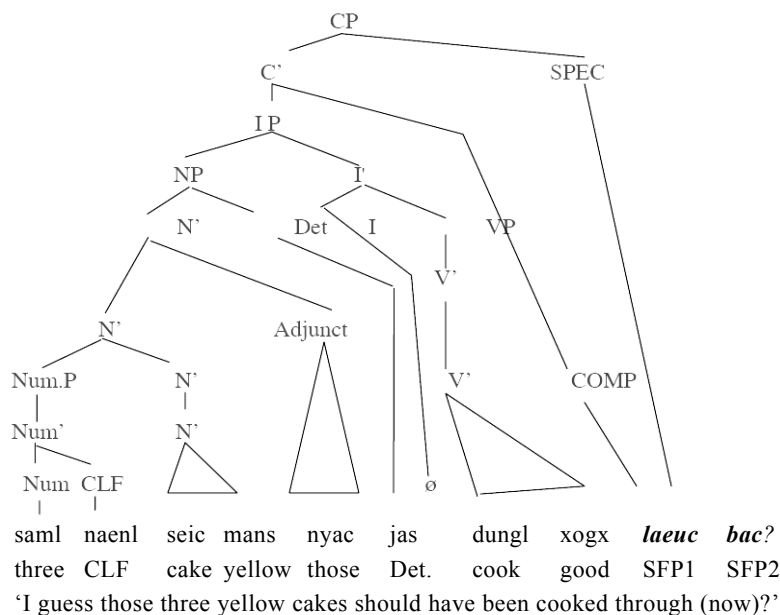 CP
C' SPEC
IP
NP I'
N' Det I VP
V'
N' Adjunct
Num.P N' V' COMP
Num' N'
Num CLF ø
saml naenl seic mans nyac jas dungl xogx laeuc bac?
three CLF cake yellow those Det. cook good SFP1 SFP2
'I guess those three yellow cakes should have been cooked through (now)?'